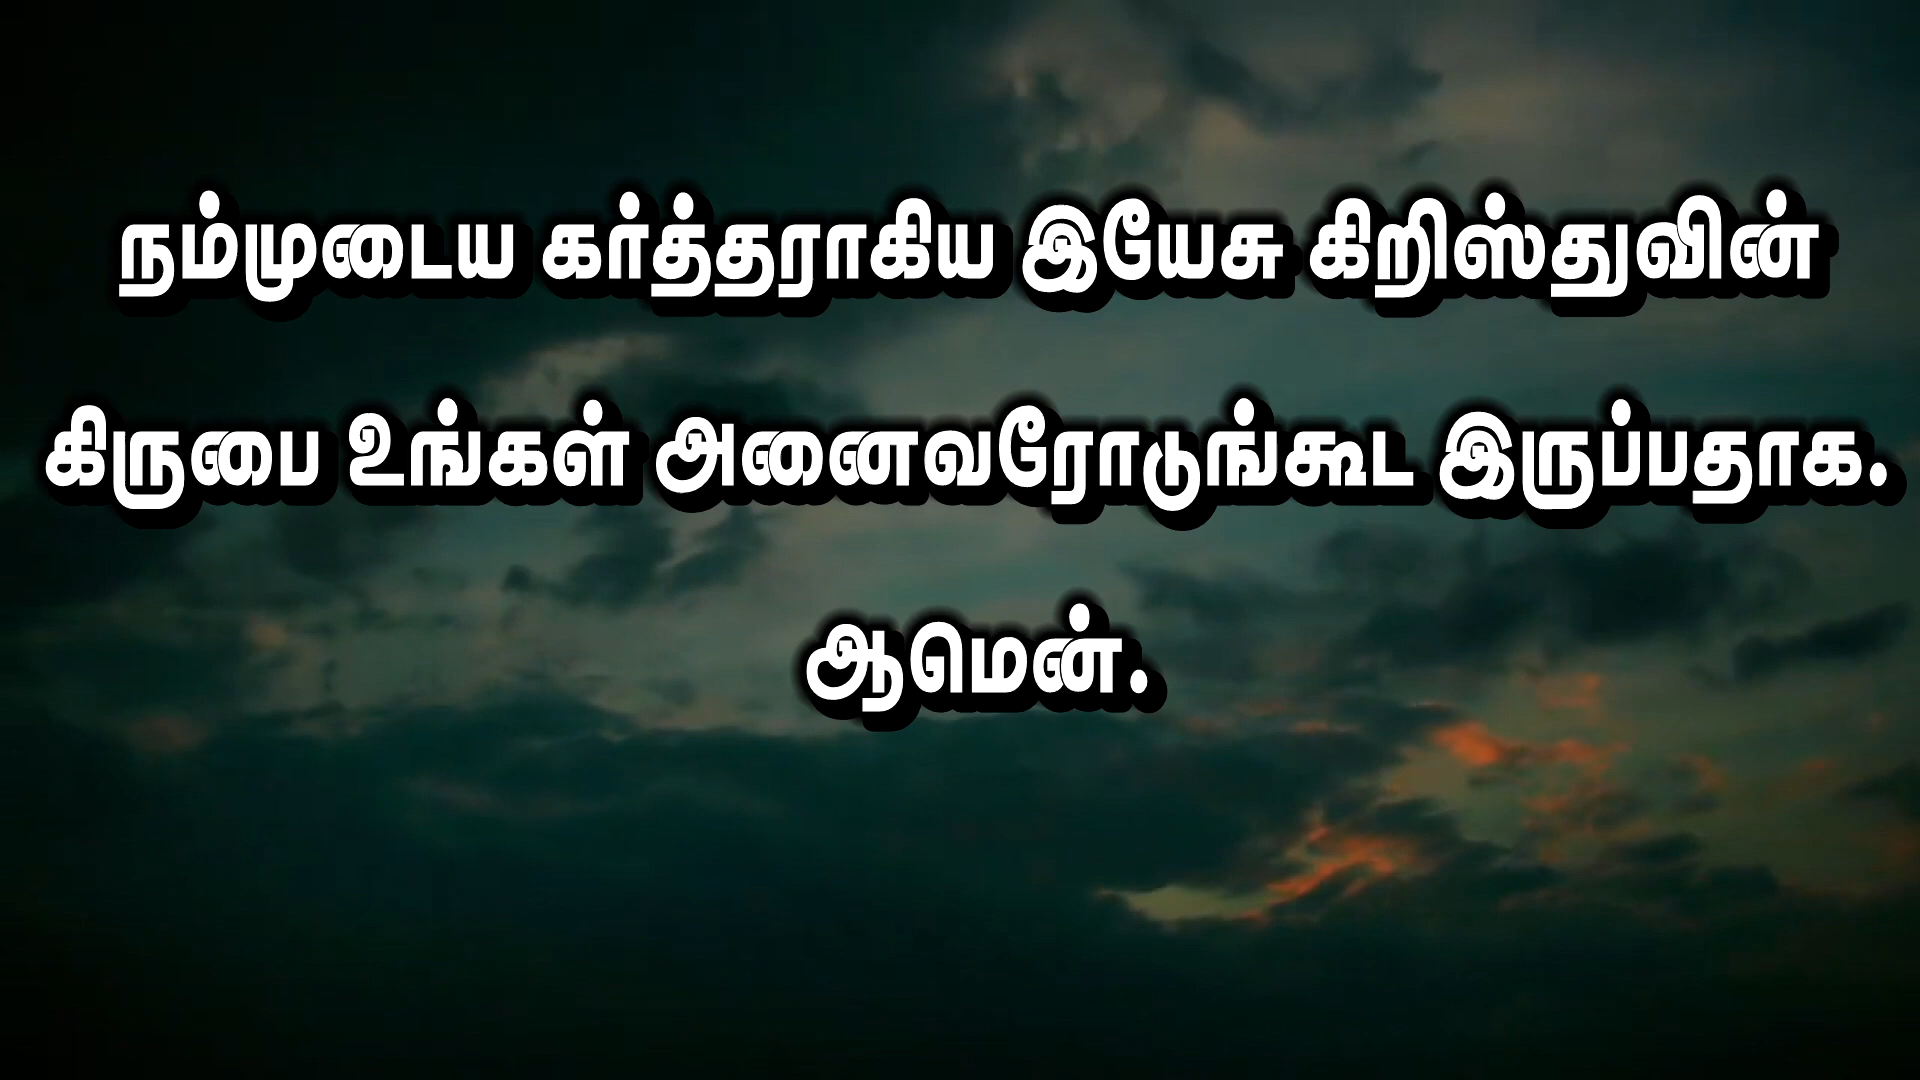 நம்முடைய கர்த்தராகிய இயேசு கிறிஸ்துவின்
கிருபை உங்கள் அனைவரோடுங்கூட இருப்பதாக.
ஆமென்.